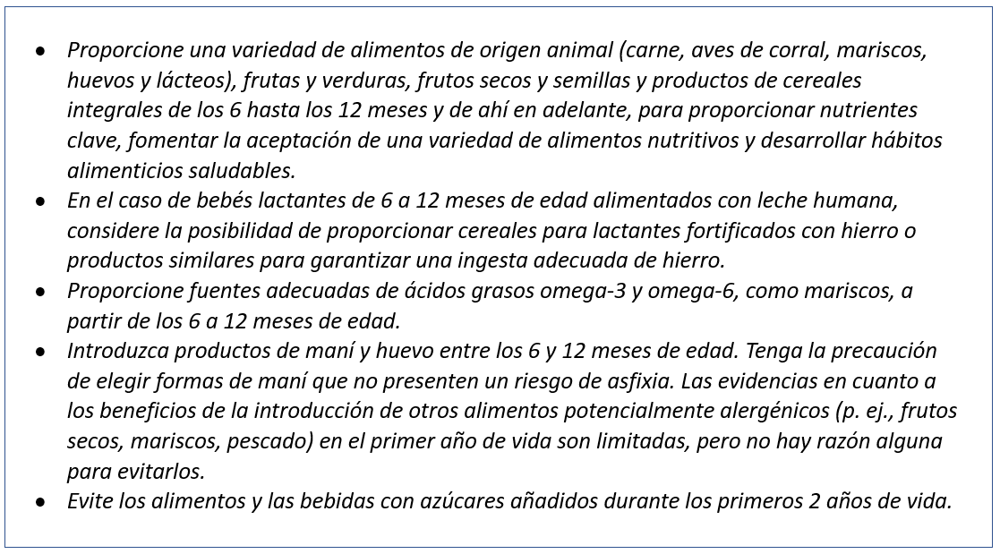 • Proporcione una variedad de alimentos de origen animal (carne, aves de corral, mariscos,
huevos y lácteos), frutas y verduras, frutos secos y semillas y productos de cereales
integrales de los 6 hasta los 12 meses y de ahí en adelante, para proporcionar nutrientes
clave, fomentar la aceptación de una variedad de alimentos nutritivos y desarrollar hábitos
alimenticios saludables.
• En el caso de bebés lactantes de 6 a 12 meses de edad alimentados con leche humana,
considere la posibilidad de proporcionar cereales para lactantes fortificados con hierro o
productos similares para garantizar una ingesta adecuada de hierro.
• Proporcione fuentes adecuadas de ácidos grasos omega-3 y omega-6, como mariscos, a
partir de los 6 a 12 meses de edad.
• Introduzca productos de maní y huevo entre los 6 y 12 meses de edad. Tenga la precaución
de elegir formas de maní que no presenten un riesgo de asfixia. Las evidencias en cuanto a
los beneficios de la introducción de otros alimentos potencialmente alergénicos (p. ej., frutos
secos, mariscos, pescado) en el primer año de vida son limitadas, pero no hay razón alguna
para evitarlos.
• Evite los alimentos y las bebidas con azúcares añadidos durante los primeros 2 años de vida.